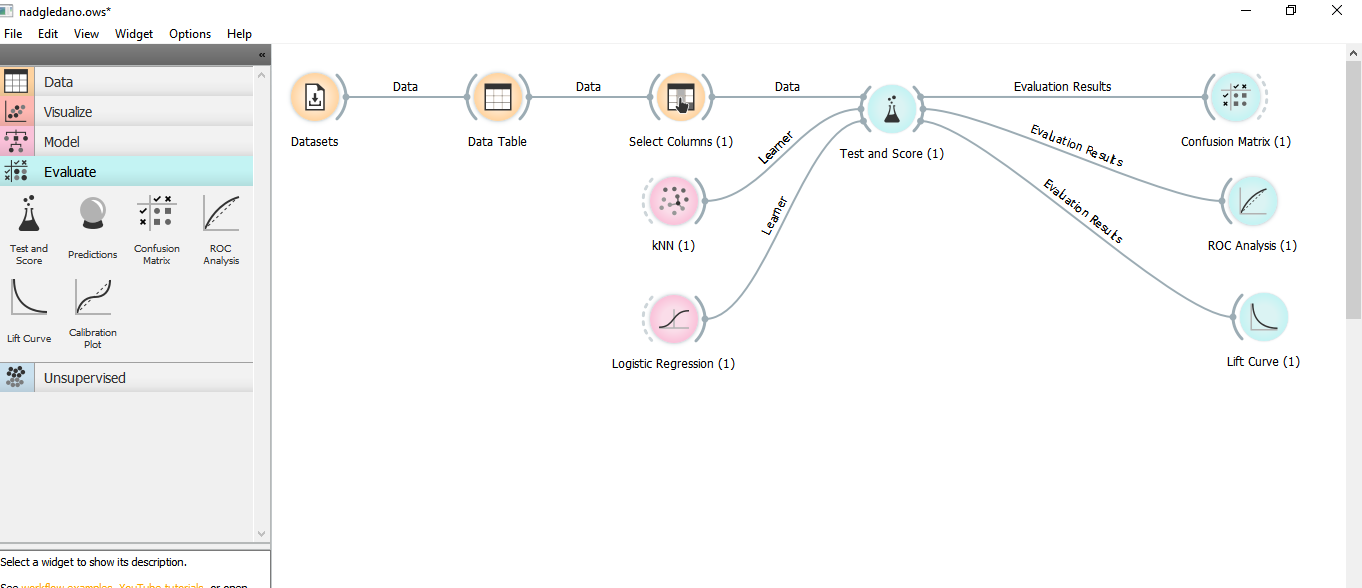 nadgledano.ows*
File Edit View Widget Options Help
«
Data
Visualize
Model
Evaluate
Test and Score
Predictions
Confusion Matrix
ROC Analysis
Lift Curve
Calibration Plot
Unsupervised
Select a widget to show its description.
See workflow examples, YouTube tutorials, or open
Datasets
Data
Data Table
Data
Select Columns (1)
Data
Learner
kNN (1)
Learner
Logistic Regression (1)
Test and Score (1)
Evaluation Results
Confusion Matrix (1)
Evaluation Results
ROC Analysis (1)
Evaluation Results
Lift Curve (1)